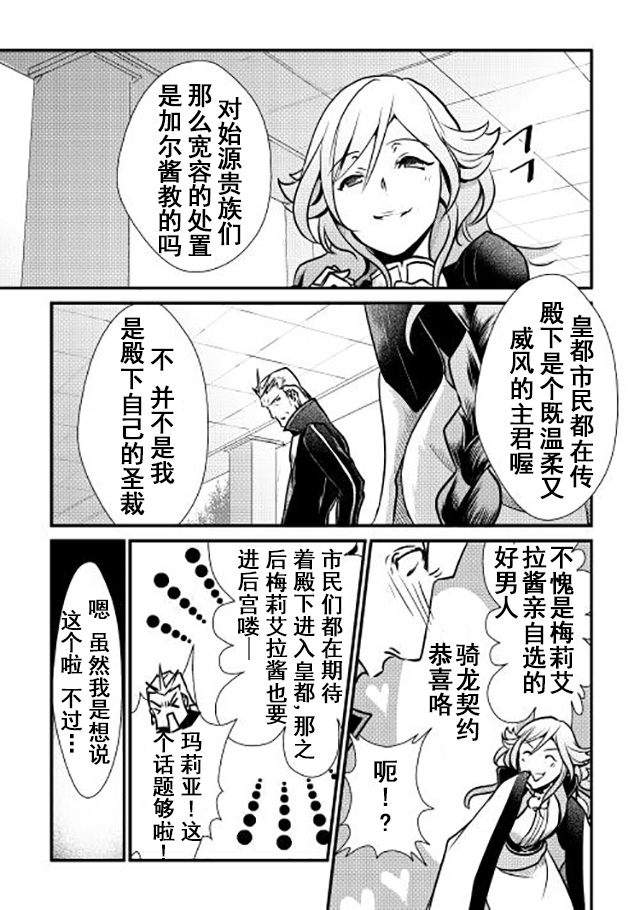 对始源贵族们
那么宽容的处置
是加尔酱教的吗
皇都市民都在传
殿下是个既温柔又
威风的主君喔
不 并不是我
是殿下自己的圣裁
不愧是梅莉艾
拉酱亲自选的
好男人
骑龙契约
恭喜咯
呃！？
市民们都在期待
着殿下进入皇都，那之
后梅莉艾拉酱也要
进后宫喽—
玛莉亚！这
个话题够啦！
嗯 虽然我是想说
这个啦 不过…